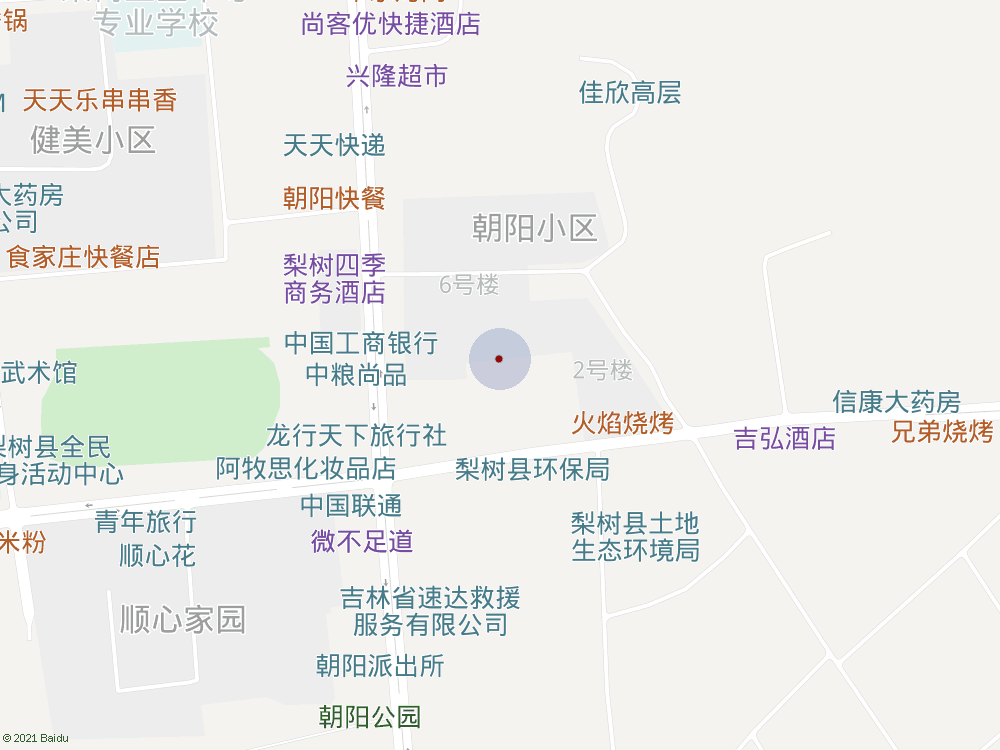 专业学校
尚客优快捷酒店
锅
兴隆超市
佳欣高层
天天乐串串香
健美小区
天天快递
大药房
公司
朝阳快餐
朝阳小区
食家庄快餐店
梨树四季
商务酒店
6号楼
中国工商银行
中粮尚品
武术馆
2号楼
信康大药房
火焰烧烤
吉弘酒店
兄弟烧烤
龙行天下旅行社
梨树县全民
身活动中心
阿牧思化妆品店
梨树县环保局
中国联通
青年旅行
顺心花
微不足道
米粉
梨树县土地
生态环境局
顺心家园
吉林省速达救援
服务有限公司
朝阳派出所
朝阳公园
© 2021 Baidu